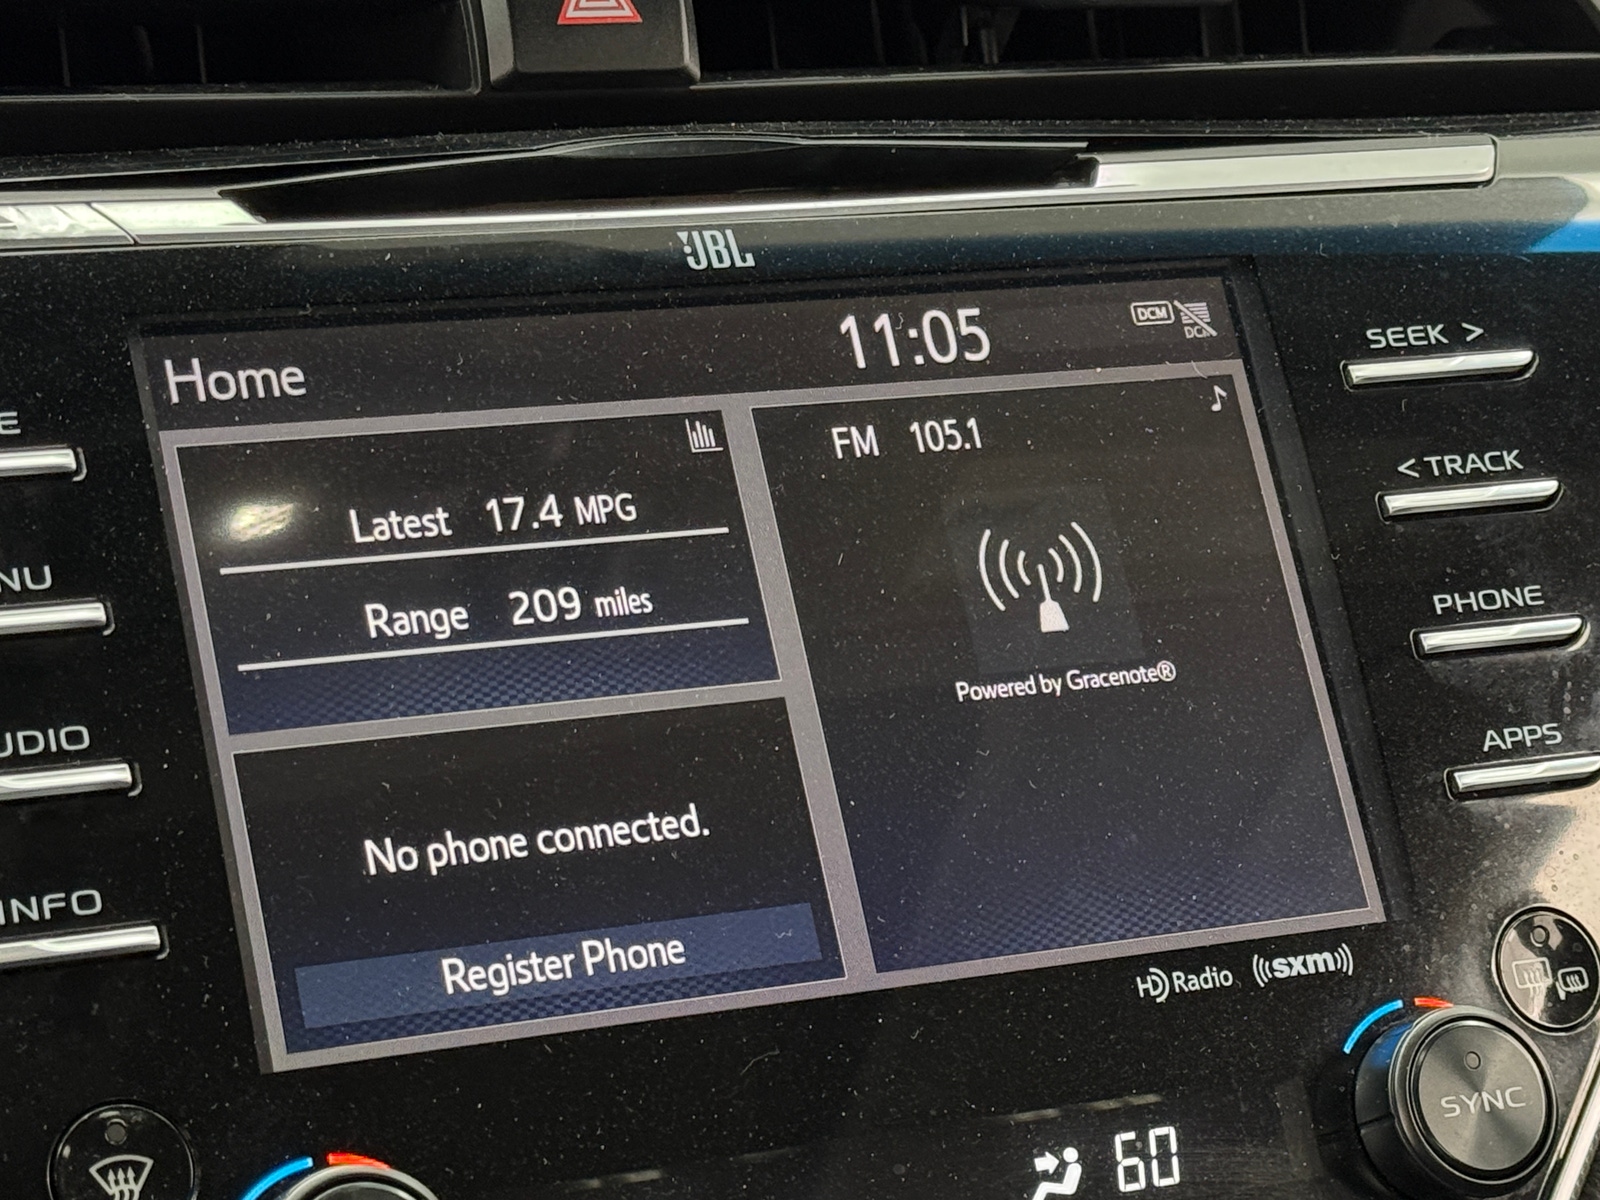 JBL
Home 11:05 DCM
DCM
SEEK >
FM 105.1
Latest 17.4 MPG
< TRACK
Range 209 miles
NU
PHONE
Powered by Gracenote®
UDIO
APPS
No phone connected.
INFO
Register Phone
HD Radio ((sxm))
SYNC
60